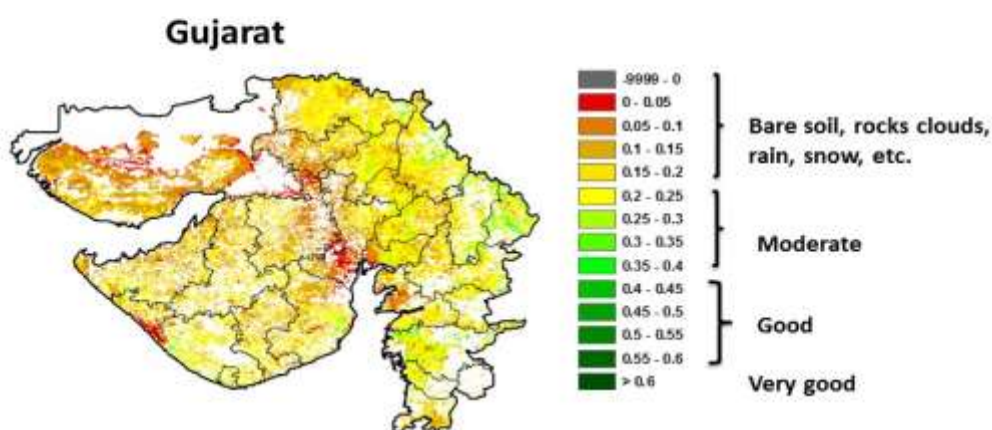 Gujarat
-9999 - 0
0 - 0.05
0.05 - 0.1
0.1 - 0.15
0.15 - 0.2
0.2 - 0.25
0.25 - 0.3
0.3 - 0.35
0.35 - 0.4
0.4 - 0.45
0.45 - 0.5
0.5 - 0.55
0.55 - 0.6
> 0.6
Bare soil, rocks clouds,
rain, snow, etc.
Moderate
Good
Very good